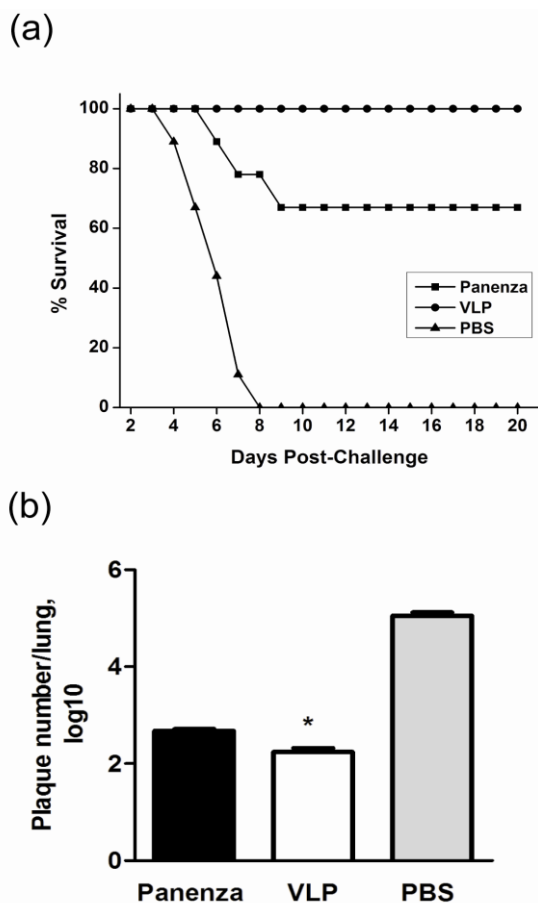 (a)
100
80
60
40
20
0
% Survival
Panenza
VLP
PBS
2 4 6 8 10 12 14 16 18 20
Days Post-Challenge
(b)
6
4
2
0
Plaque number/lung,
log10
*
Panenza VLP PBS